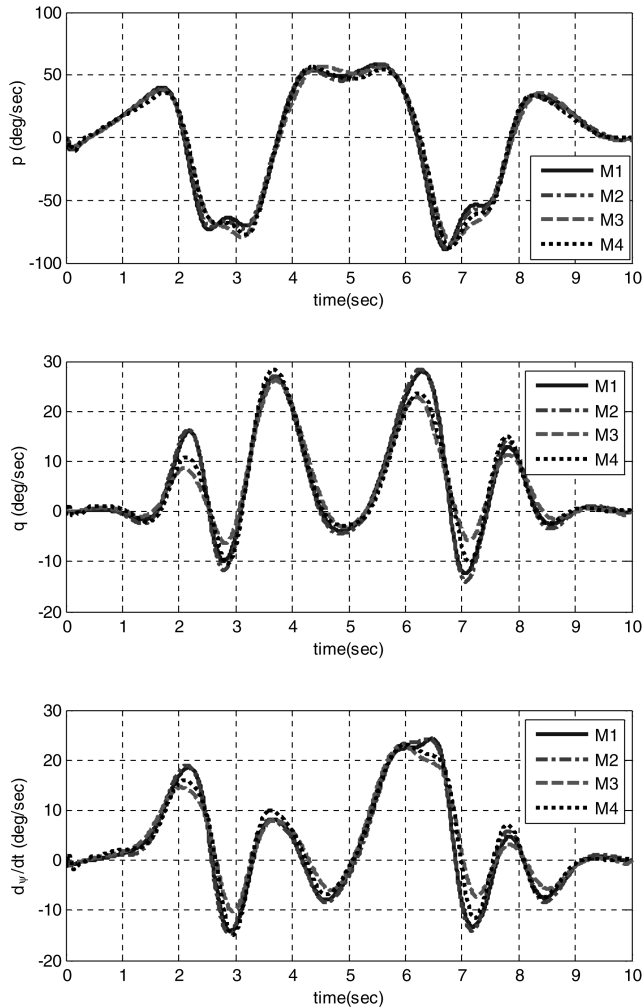 100
50
0
-50
-100
p (deg/sec)
M1
M2
M3
M4
0 1 2 3 4 5 6 7 8 9 10
time(sec)
30
20
10
0
-10
-20
q (deg/sec)
M1
M2
M3
M4
0 1 2 3 4 5 6 7 8 9 10
time(sec)
30
20
10
0
-10
-20
dψ/dt (deg/sec)
M1
M2
M3
M4
0 1 2 3 4 5 6 7 8 9 10
time(sec)